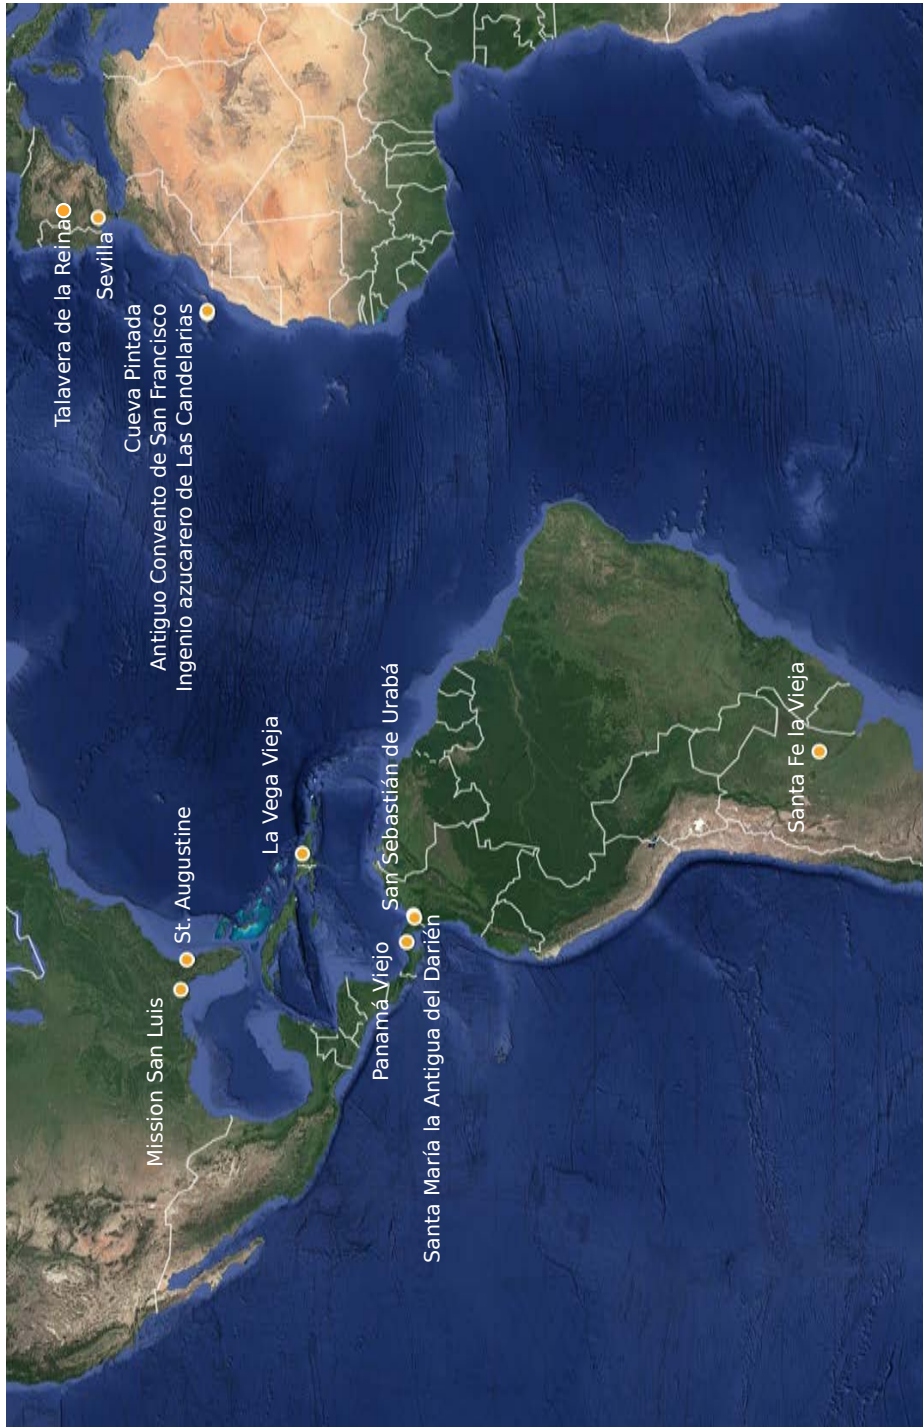 Talavera de la Reina
Sevilla
Cueva Pintada
Antiguo Convento de San Francisco
Ingenio azucarero de Las Candelarias
Mission San Luis
St. Augustine
La Vega Vieja
Panamá Viejo
San Sebastián de Urabá
Santa María la Antigua del Darién
Santa Fe la Vieja